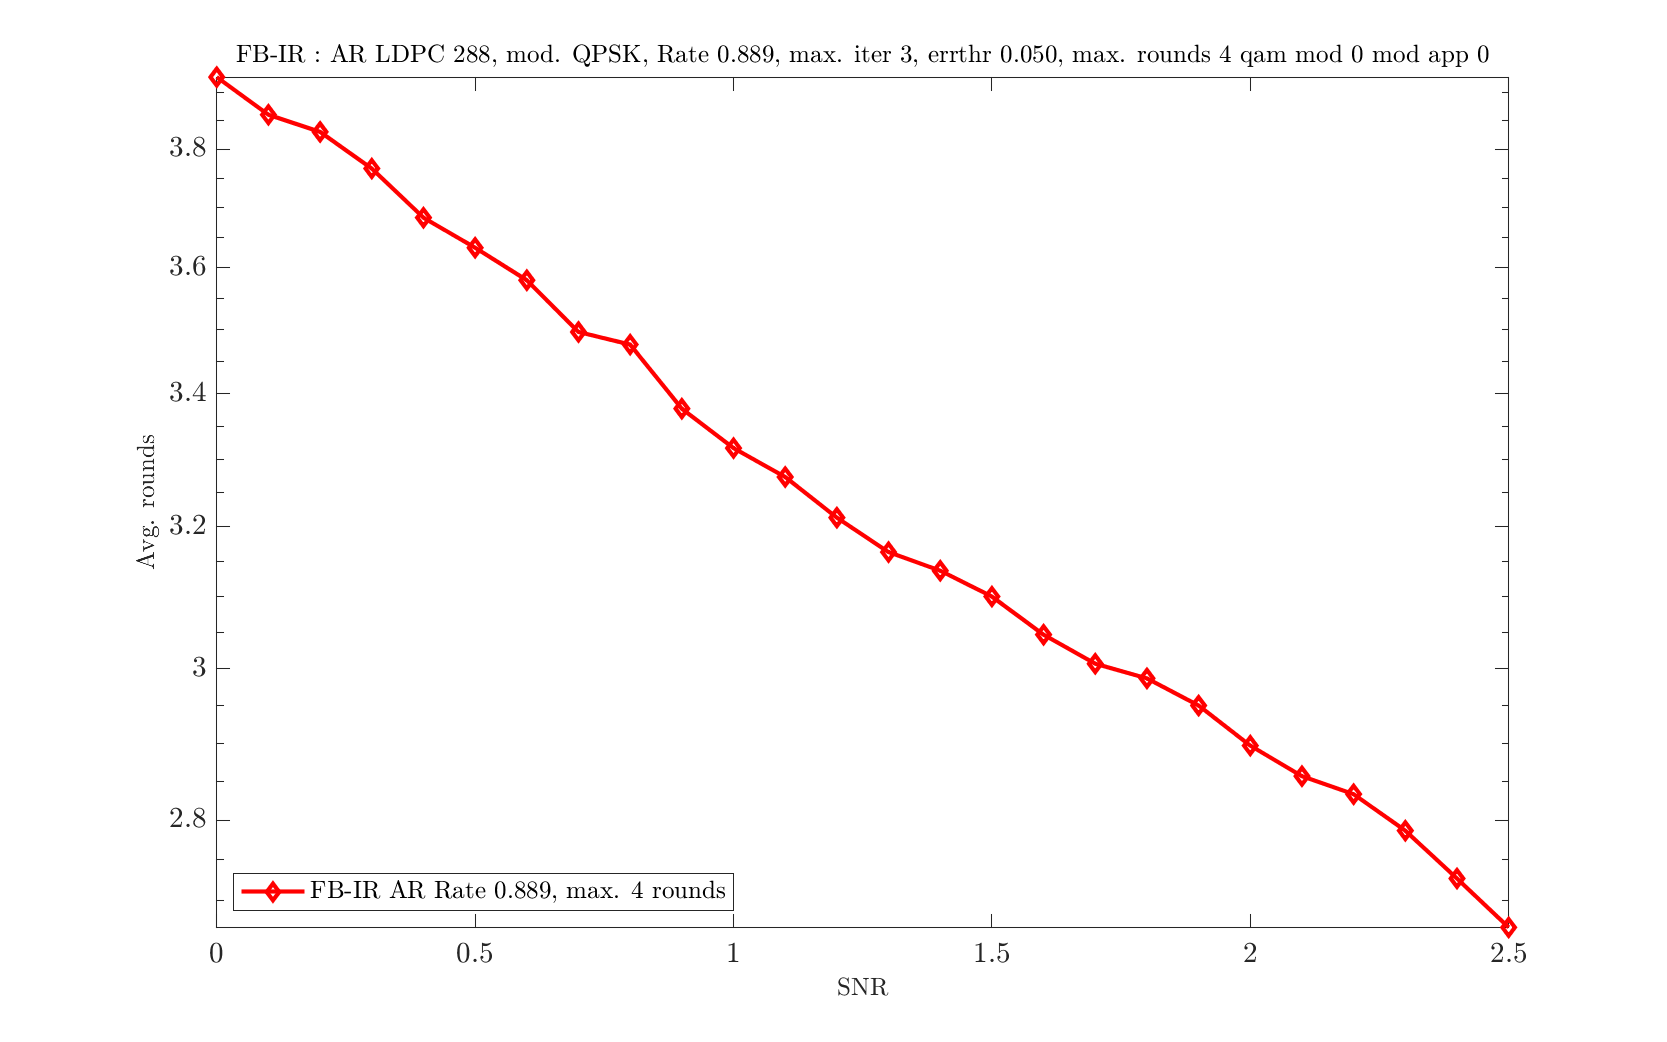 FB-IR : AR LDPC 288, mod. QPSK, Rate 0.889, max. iter 3, errthr 0.050, max. rounds 4 qam mod 0 mod app 0
3.8
3.6
3.4
3.2
3
2.8
Avg. rounds
FB-IR AR Rate 0.889, max. 4 rounds
0 0.5 1 1.5 2 2.5
SNR